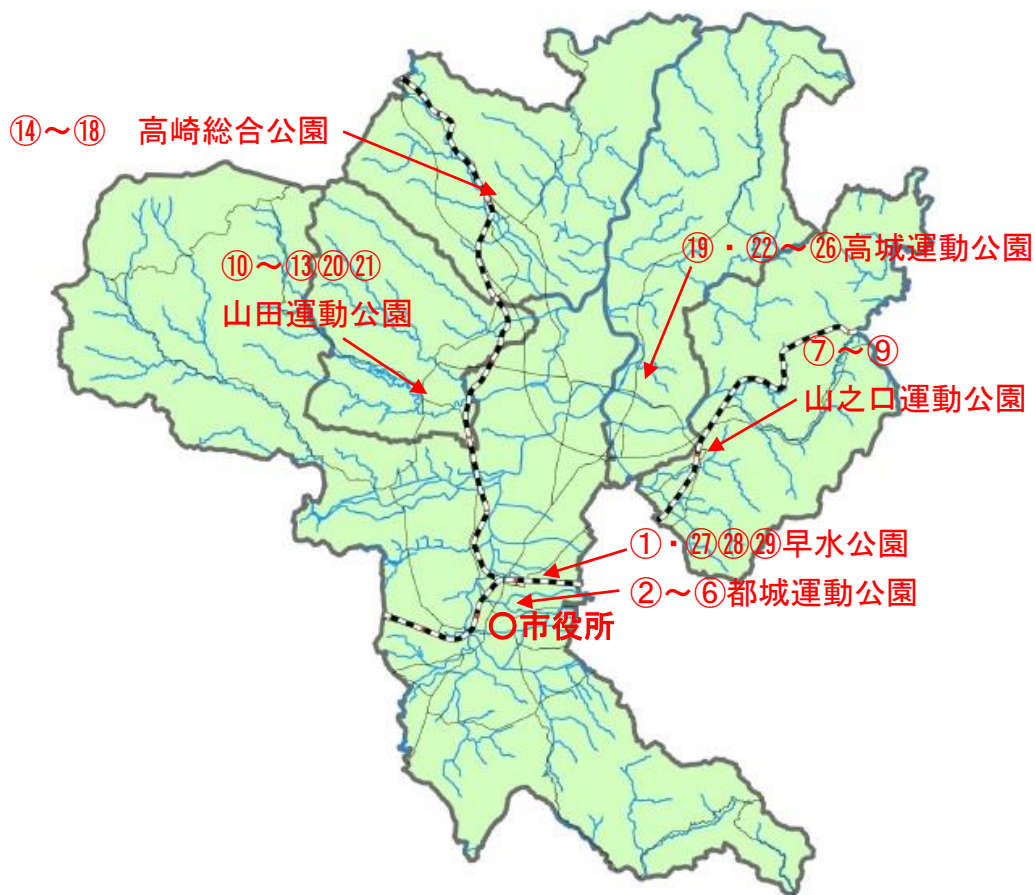 ⑭～⑱　高崎総合公園
⑲・㉒～㉖高城運動公園
⑩～⑬⑳㉑
山田運動公園
⑦～⑨
山之口運動公園
①・㉗㉘㉙早水公園
②～⑥都城運動公園
○市役所